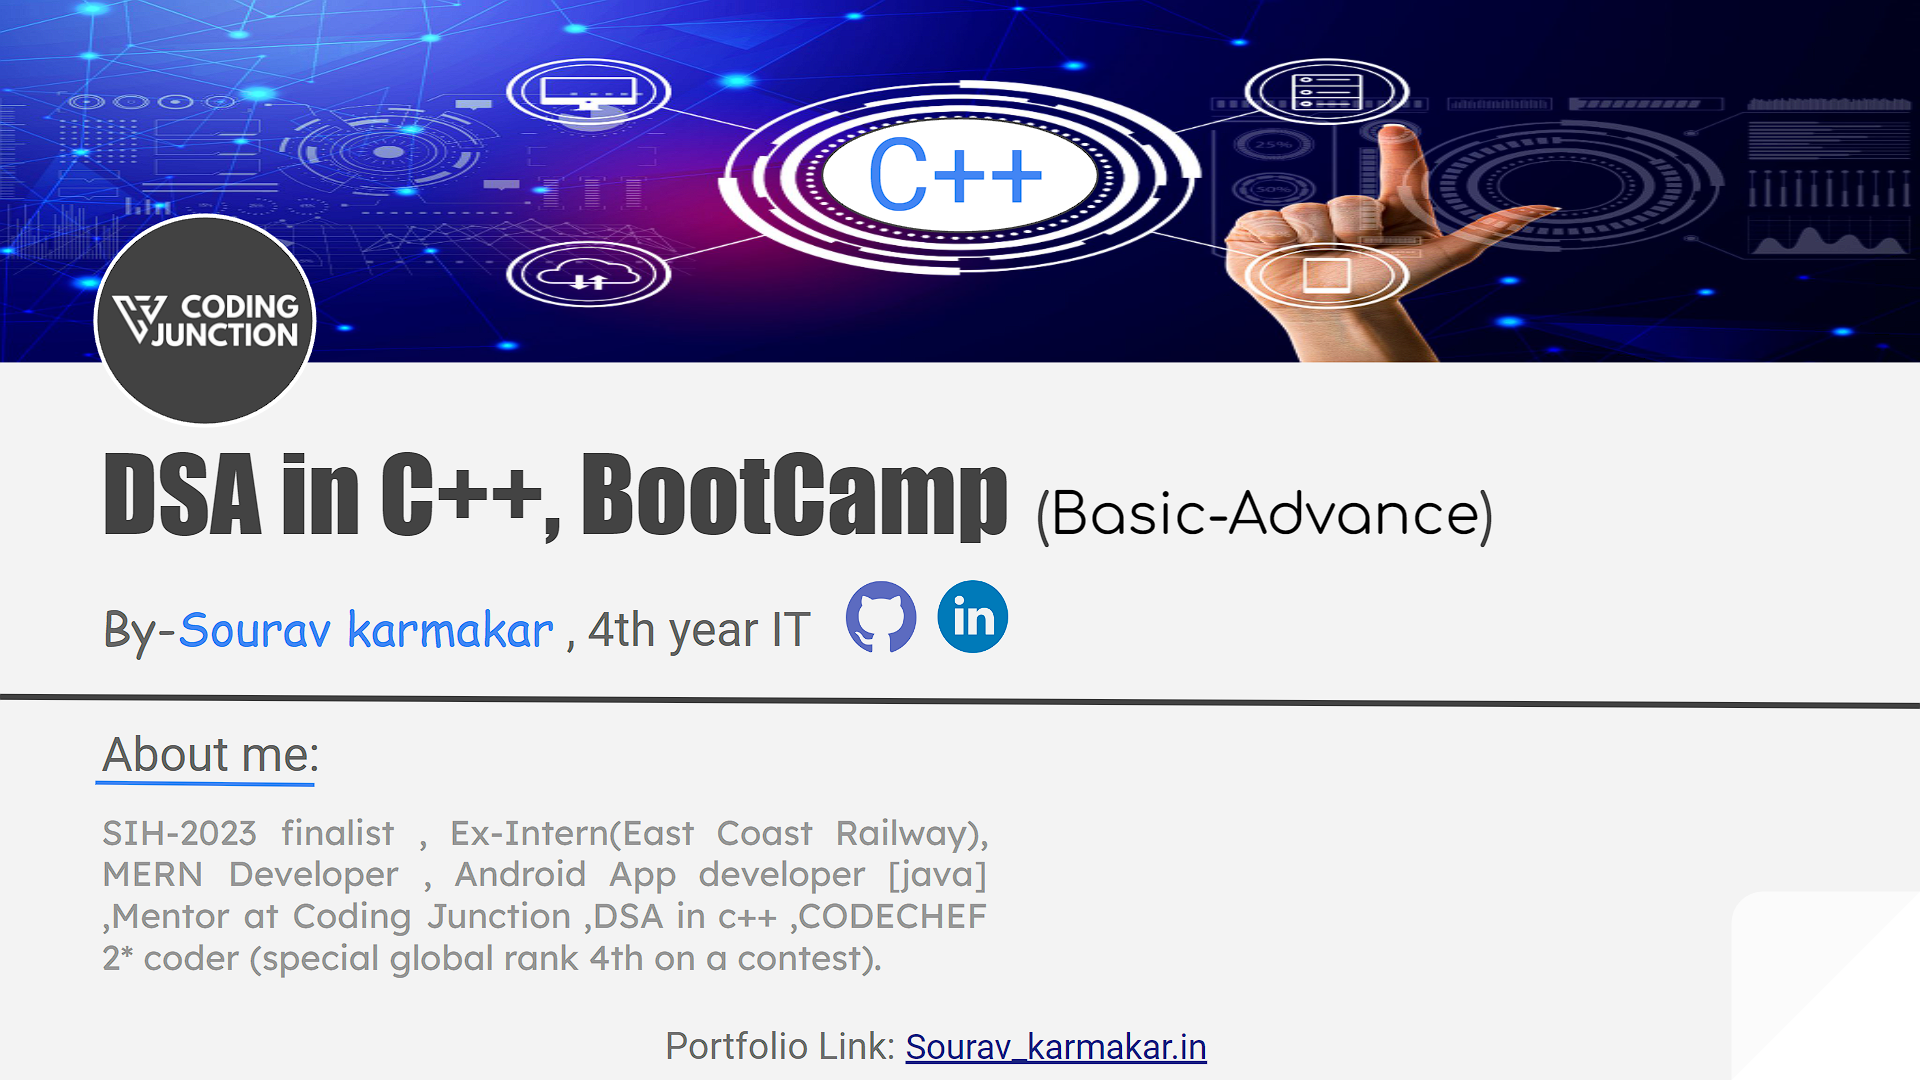 C++
25%
50%
CODING
JUNCTION
DSA in C++, BootCamp (Basic-Advance)
By-Sourav karmakar , 4th year IT
in
About me:
SIH-2023 finalist , Ex-Intern(East Coast Railway),
MERN Developer , Android App developer [java]
,Mentor at Coding Junction ,DSA in c++ ,CODECHEF
2* coder (special global rank 4th on a contest).
Portfolio Link: Sourav_karmakar.in